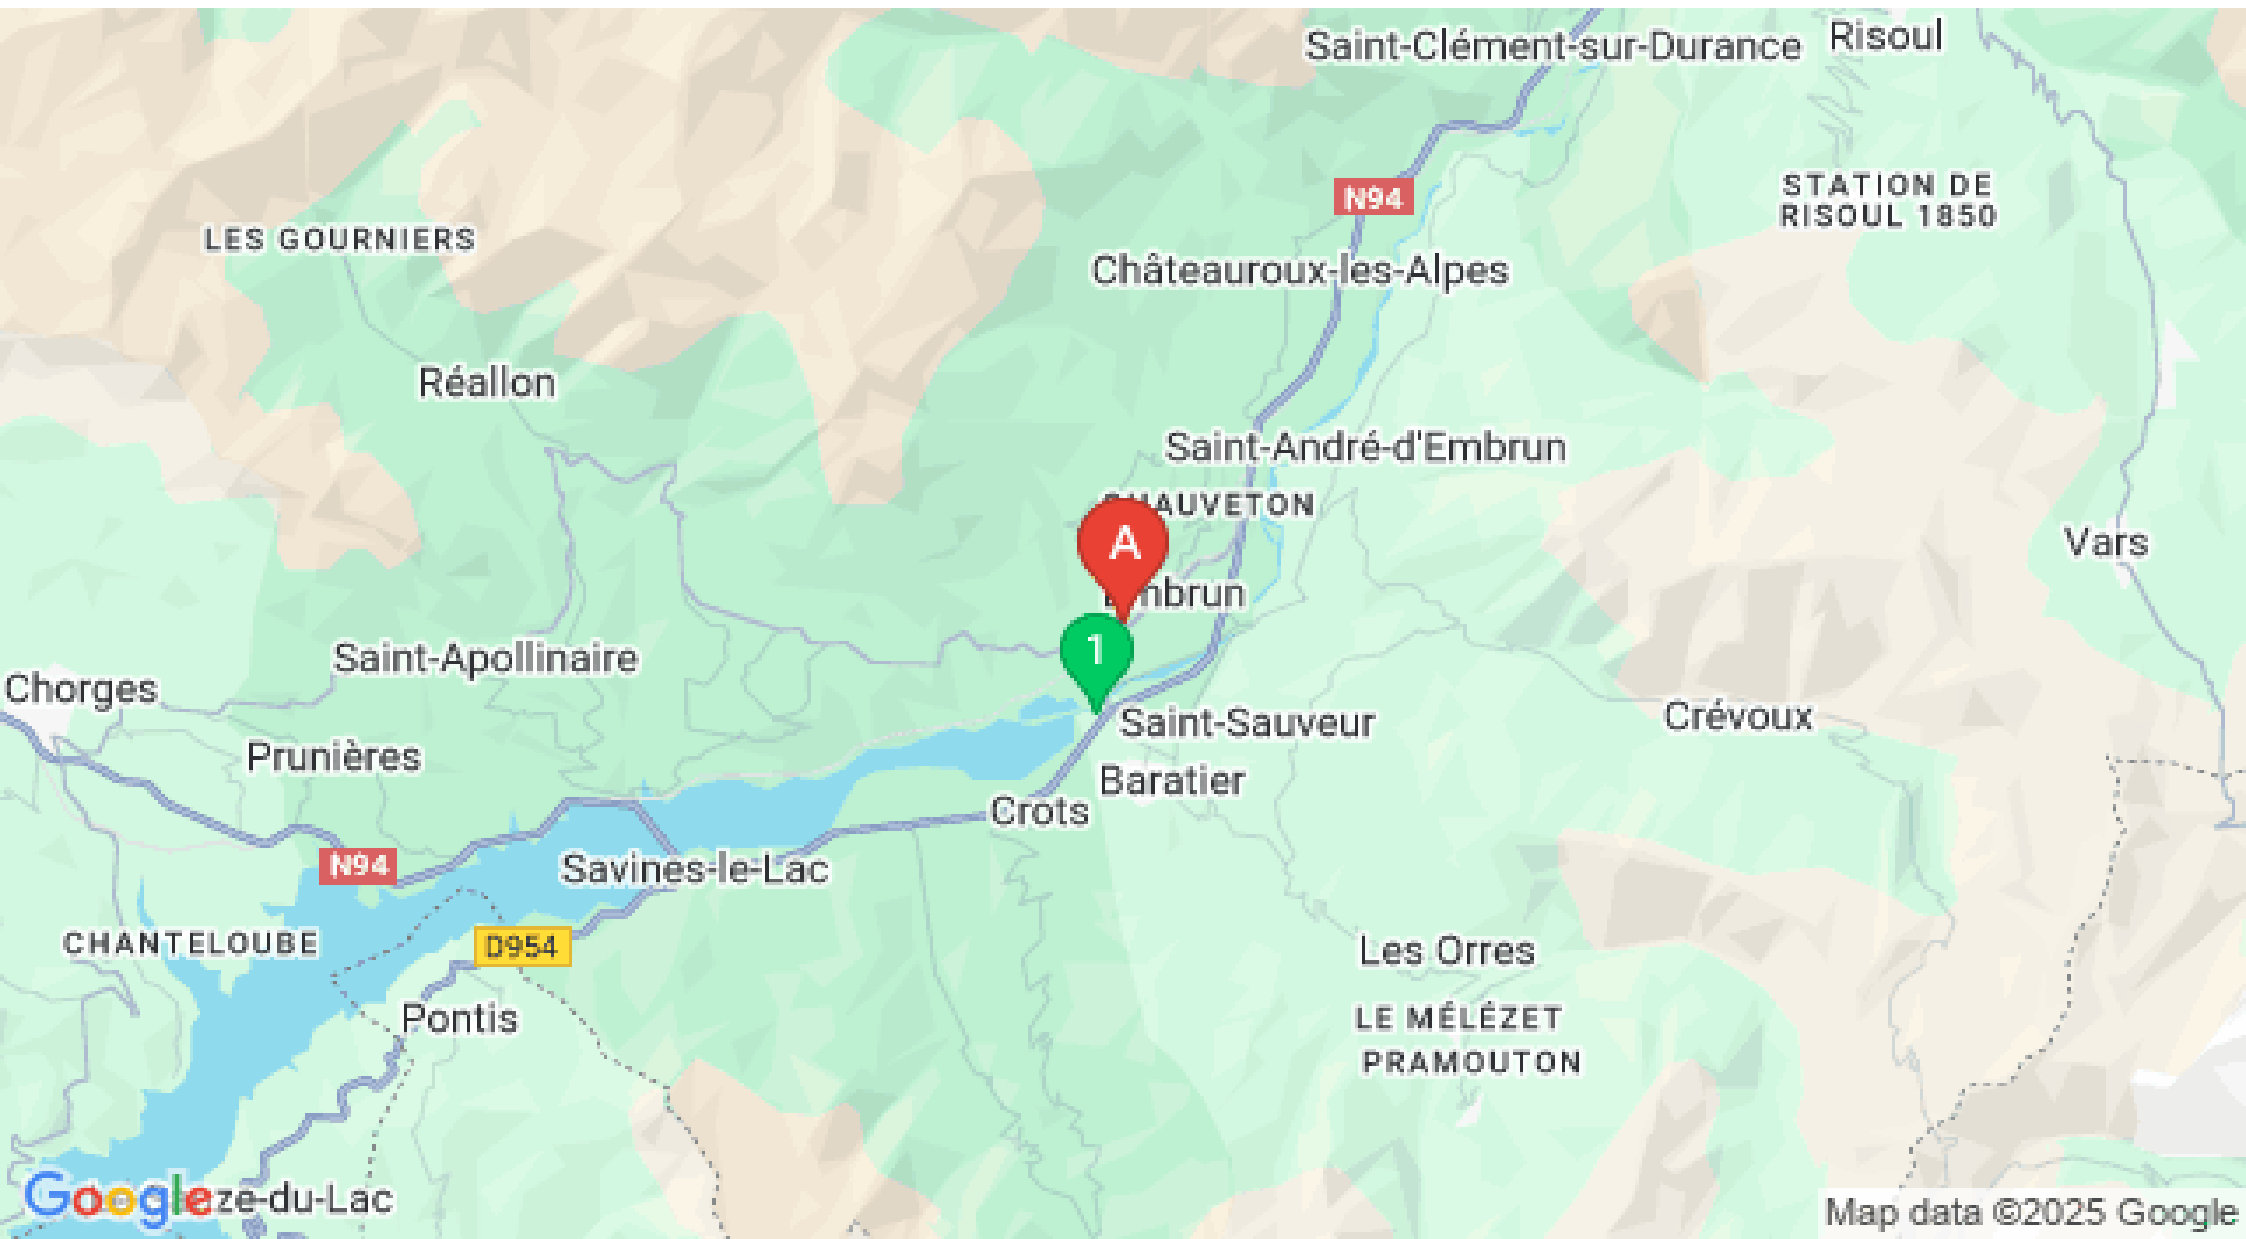 Saint-Clément-sur-Durance
Risoul
N94
STATION DE
RISOUL 1850
LES GOURNIERS
Châteauroux-les-Alpes
Réallon
Saint-André-d'Embrun
A
Vars
1
Saint-Apollinaire
Chorges
Saint-Sauveur
Crévoux
Prunières
Baratier
Crots
N94
Savines-le-Lac
CHANTELOUBE
D954
Les Orres
Pontis
LE MÉLÉZET
PRAMOUTON
Google
ze-du-Lac
Map data ©2025 Google